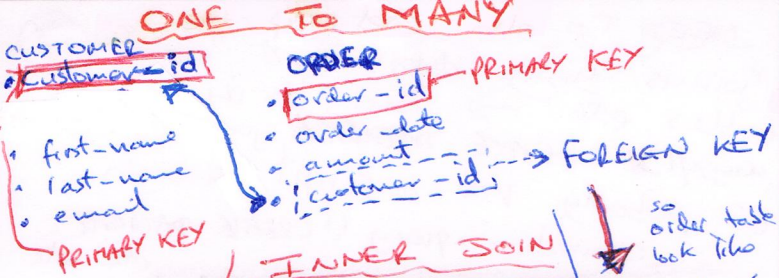 ONE TO MANY
CUSTOMER
• customer-id
• first-name
• last-name
• email
PRIMARY KEY
ORDER
• order-id
PRIMARY KEY
• order-date
• amount
• customer-id
FOREIGN KEY
so
order table
look like
INNER JOIN